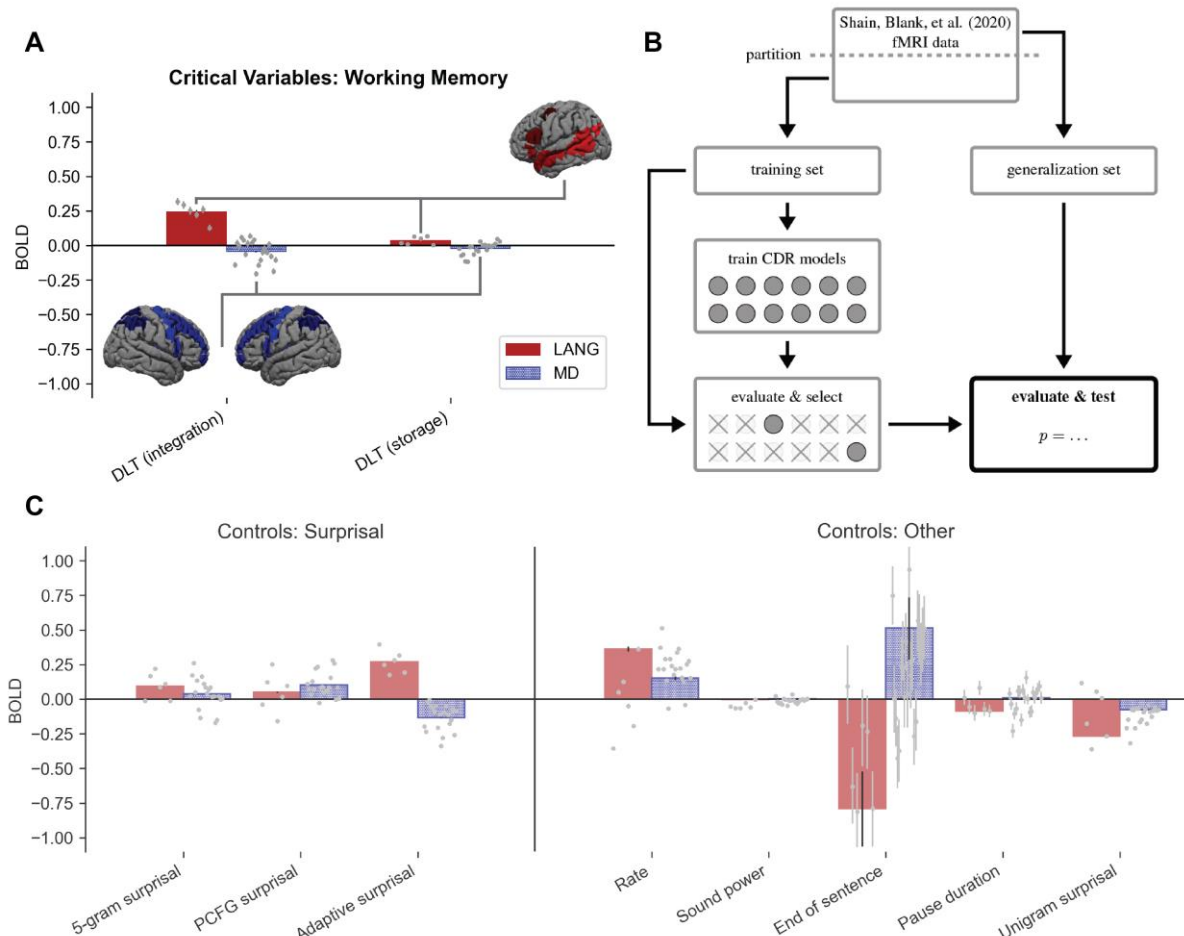 A
Critical Variables: Working Memory
1.00
0.75
0.50
0.25
0.00
−0.25
−0.50
−0.75
−1.00
BOLD
LANG
MD
DLT (integration)
DLT (storage)
B
Shain, Blank, et al. (2020)
fMRI data
partition
training set
generalization set
train CDR models
evaluate & select
evaluate & test
p = ...
C
Controls: Surprisal
Controls: Other
1.00
0.75
0.50
0.25
0.00
−0.25
−0.50
−0.75
−1.00
BOLD
5-gram surprisal
PCFG surprisal
Adaptive surprisal
Rate
Sound power
End of sentence
Pause duration
Unigram surprisal